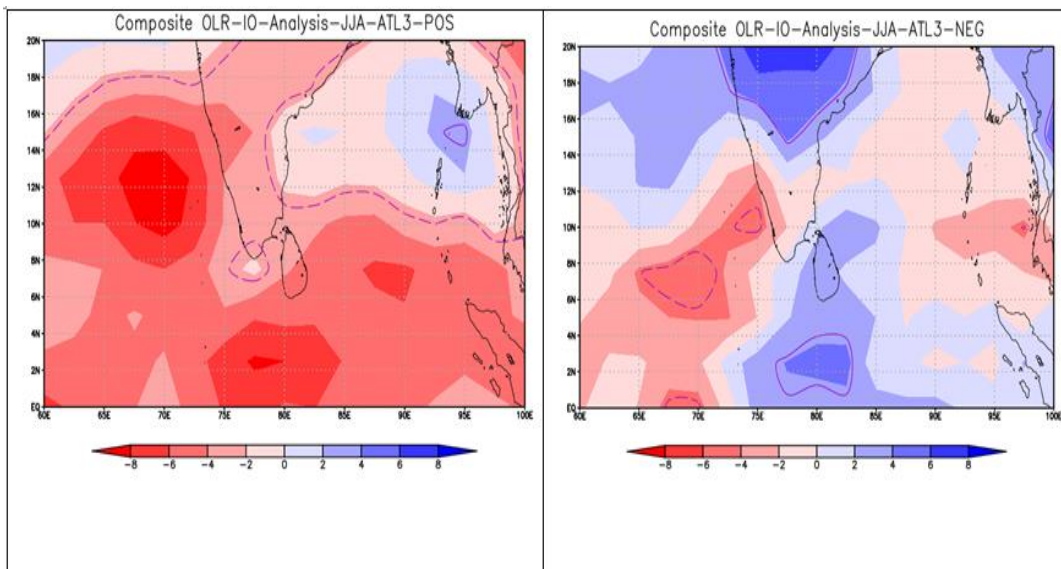 Composite OLR-IO-Analysis-JJA-ATL3-POS
20N
18N
16N
14N
12N
10N
8N
6N
4N
2N
EQ
60E 65E 70E 75E 80E 85E 90E 95E 100E
-8 -6 -4 -2 0 2 4 6 8
Composite OLR-IO-Analysis-JJA-ATL3-NEG
20N
18N
16N
14N
12N
10N
8N
6N
4N
2N
EQ
60E 65E 70E 75E 80E 85E 90E 95E 100E
-8 -6 -4 -2 0 2 4 6 8